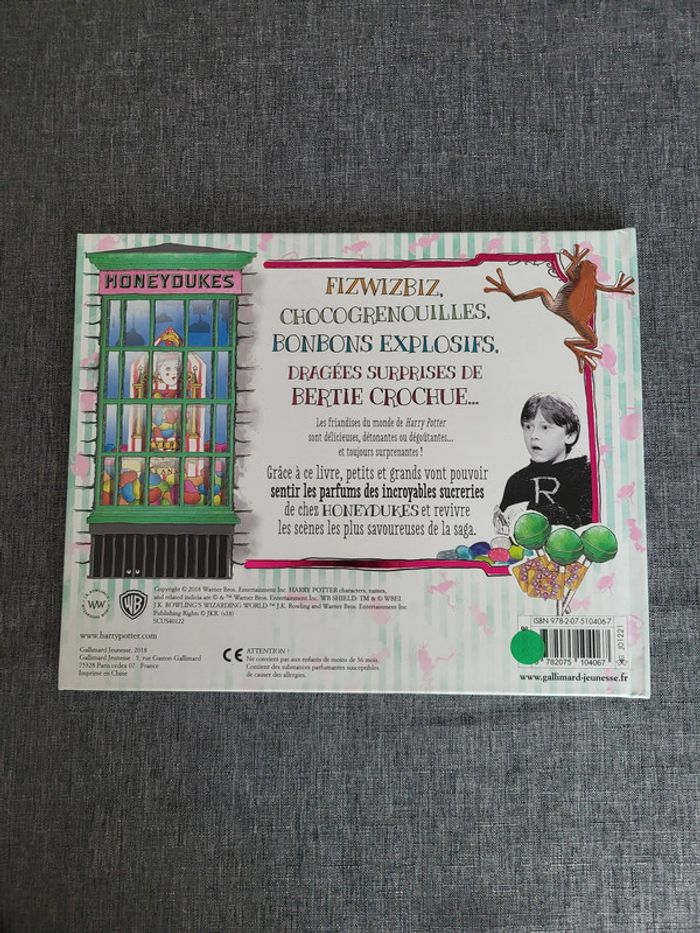 HONEYDUKES
FIZWIZBIZ,
CHOCOGRENOUILLES,
BONBONS EXPLOSIFS,
DRAGÉES SURPRISES DE
BERTIE CROCHUE...
Les friandises du monde de Harry Potter
sont délicieuses, détonantes ou dégoûtantes...
et toujours surprenantes !
Grâce à ce livre, petits et grands vont pouvoir
sentir les parfums des incroyables sucreries
de chez HONEYDUKES et revivre
les scènes les plus savoureuses de la saga.
R
WW
WB
Copyright © 2018 Warner Bros. Entertainment Inc. HARRY POTTER characters, names,
and related indicia are © & ™ Warner Bros. Entertainment Inc. WB SHIELD: TM & © WBEI.
J.K. ROWLING'S WIZARDING WORLD ™ J.K. Rowling and Warner Bros. Entertainment Inc.
Publishing Rights © JKR. (s18)
SCUS40122
www.harrypotter.com
Gallimard Jeunesse, 2018
Gallimard Jeunesse - 5, rue Gaston-Gallimard
75328 Paris cedex 07 - France
Imprimé en Chine
CE
ATTENTION !
Ne convient pas aux enfants de moins de 36 mois.
Contient des substances parfumantes susceptibles
de causer des allergies.
ISBN 978-2-07-510406-7
782075 104067
J01221
www.gallimard-jeunesse.fr